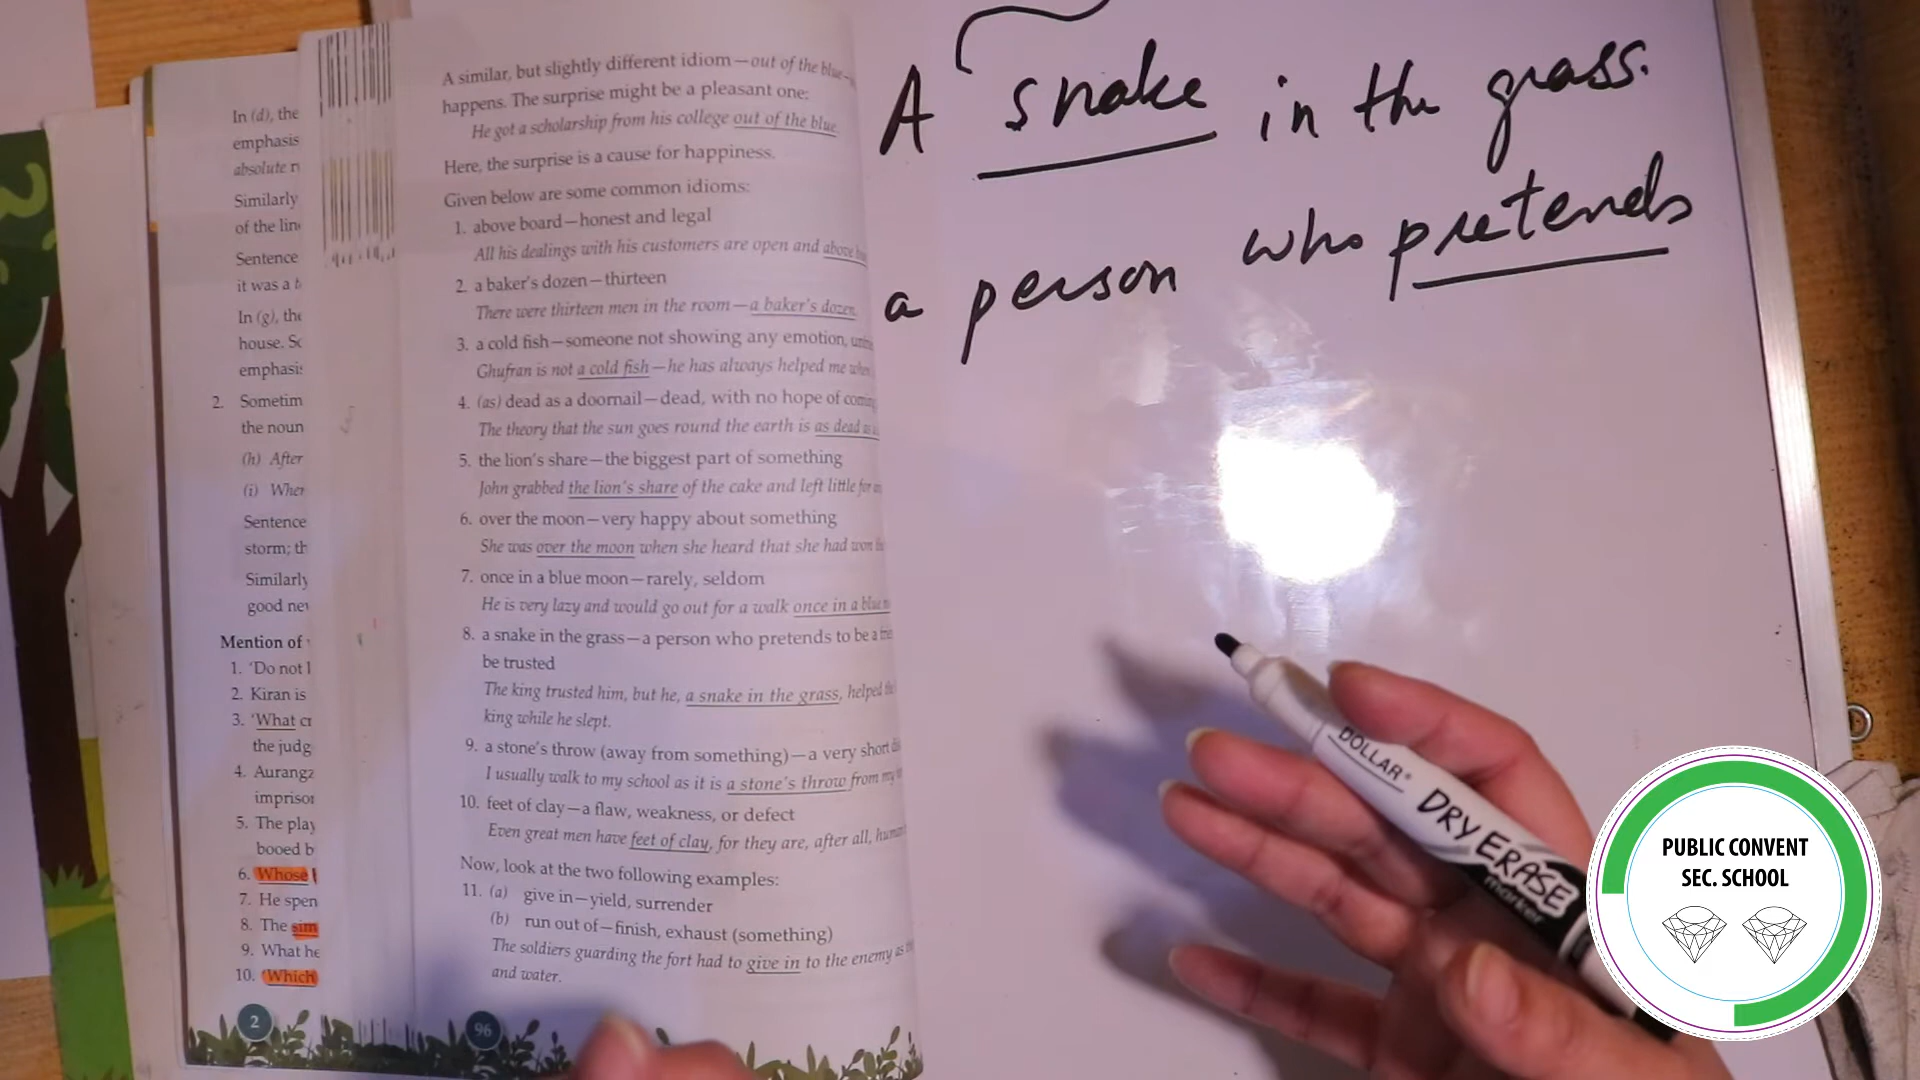 In (d), the
emphasis
absolute
Similarly
of the
Sentence
it was a
In (g), the
house.
emphasis
2. Sometim
the noun
(h) After
(i)
Sentence
storm;
Similarly
good
Mention of
1. 'Do not
2. Kiran is
3. 'What
the
4.
5. The
booed
6. Whose
7. He
8. The sim
9. What he
10. Which
2
A similar, but slightly different idiom—out of the blue
happens. The surprise might be a pleasant one:
He got a scholarship from his college out of the blue.
Here, the surprise is a cause for happiness.
Given below are some common idioms:
1. above board—honest and legal
All his dealings with his customers are open and above
2. a baker's dozen—thirteen
There were thirteen men in the room—a baker's dozen.
3. a cold fish—someone not showing any emotion,
Ghufran is not a cold fish—he has always helped me
4. (as) dead as a doornail—dead, with no hope of
The theory that the sun goes round the earth is as dead
5. the lion's share—the biggest part of something
John grabbed the lion's share of the cake and left little for
6. over the moon—very happy about something
She was over the moon when she heard that she had won
7. once in a blue moon—rarely, seldom
He is very lazy and would go out for a walk once in a blue
8. a snake in the grass—a person who pretends to be a
be trusted
The king trusted him, but he, a snake in the grass, helped
king while he slept.
9. a stone's throw (away from something)—a very short
I usually walk to my school as it is a stone's throw from my
10. feet of clay—a flaw, weakness, or defect
Even great men have feet of clay, for they are, after all,
Now, look at the two following examples:
11. (a) give in—yield, surrender
(b) run out of—finish, exhaust (something)
The soldiers guarding the fort had to give in to the enemy
and water.
96
A snake in the grass.
a person who pretends
DOLLAR®
DRY ERASE
marker
PUBLIC CONVENT
SEC. SCHOOL